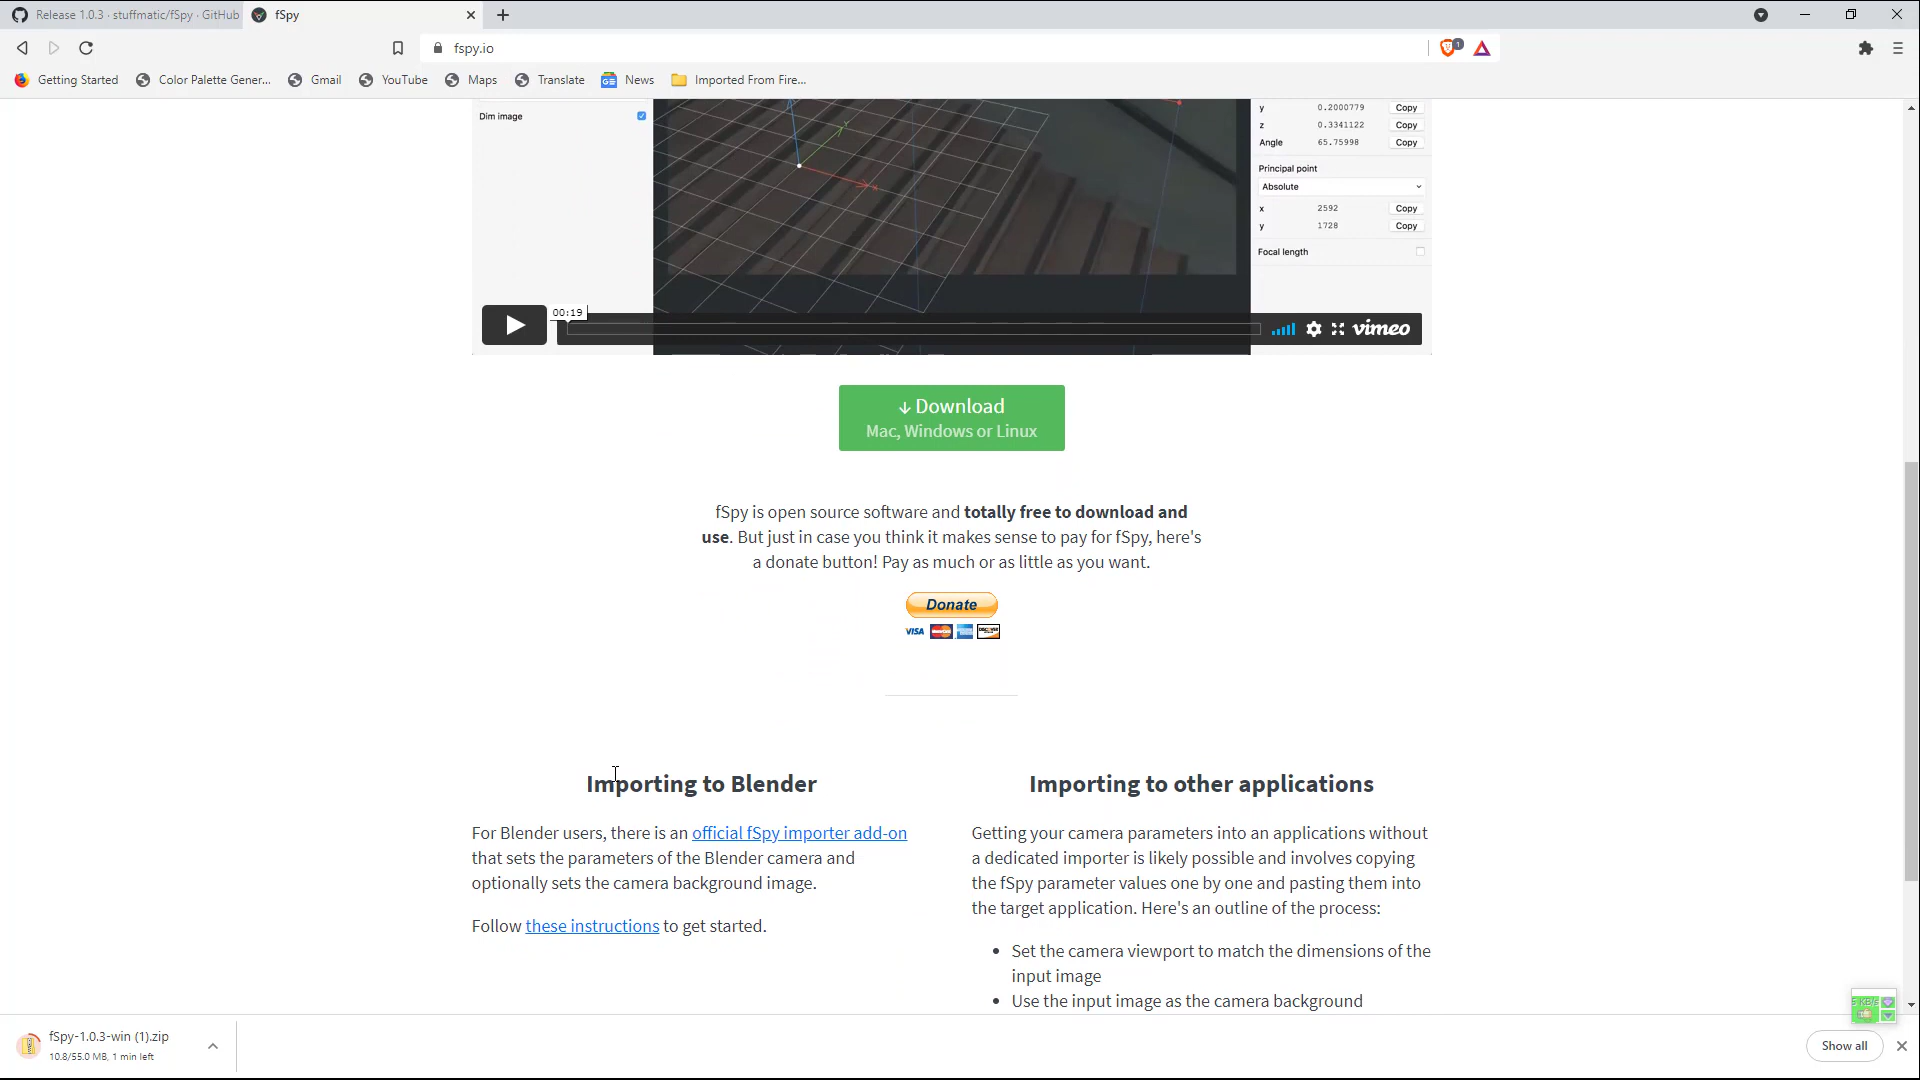 Release 1.0.3 · stuffmatic/fSpy · GitHub
fSpy
fspy.io
1
Getting Started
Color Palette Gener...
Gmail
YouTube
Maps
Translate
News
Imported From Fire...
Dim image
y 0.2000779 Copy
z 0.3341122 Copy
Angle 65.75998 Copy
Principal point
Absolute
x 2592 Copy
y 1728 Copy
Focal length
00:19
vimeo
Download
Mac, Windows or Linux
fSpy is open source software and totally free to download and
use. But just in case you think it makes sense to pay for fSpy, here's
a donate button! Pay as much or as little as you want.
Donate
VISA
Importing to Blender
For Blender users, there is an official fSpy importer add-on
that sets the parameters of the Blender camera and
optionally sets the camera background image.
Follow these instructions to get started.
Importing to other applications
Getting your camera parameters into an applications without
a dedicated importer is likely possible and involves copying
the fSpy parameter values one by one and pasting them into
the target application. Here's an outline of the process:
• Set the camera viewport to match the dimensions of the
input image
• Use the input image as the camera background
fSpy-1.0.3-win (1).zip
10.8/55.0 MB, 1 min left
Show all